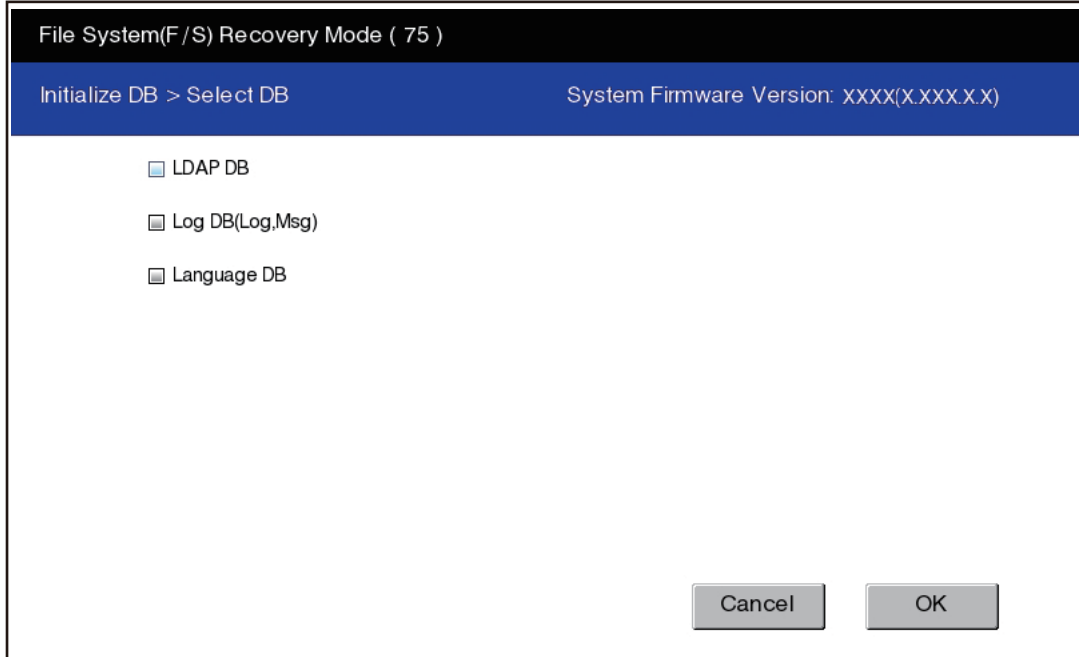 File System(F/S) Recovery Mode ( 75 )
Initialize DB > Select DB System Firmware Version: XXXX(X.XXX.X.X)
LDAP DB
Log DB(Log,Msg)
Language DB
Cancel OK